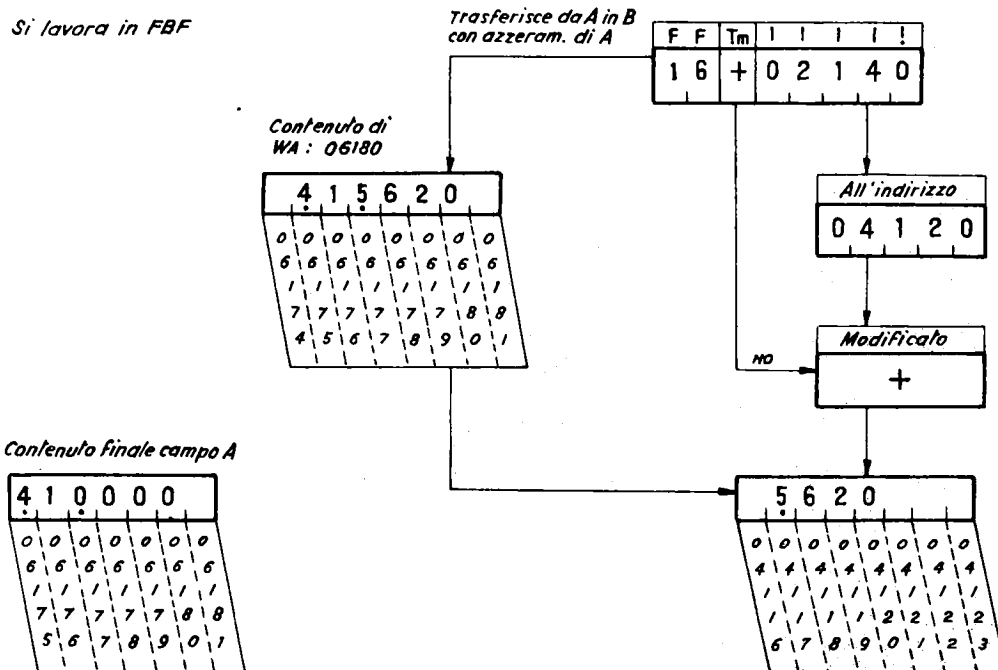 Si lavora in FBF
Trasferisce da A in B
con azzeram. di A
F F Tm I I I I !
1 6 + 0 2 1 4 0
Contenuto di
WA : 06180
4 1 5 6 2 0
0 0 0 0 0 0 0 0
6 6 6 6 6 6 6 6
1 1 1 1 1 1 1 1
7 7 7 7 7 7 8 8
4 5 6 7 8 9 0 1
All'indirizzo
0 4 1 2 0
Modificato
NO
+
Contenuto finale campo A
4 1 0 0 0 0
0 0 0 0 0 0 0
6 6 6 6 6 6 6
1 1 1 1 1 1 1
7 7 7 7 7 8 8
5 6 7 8 9 0 1
5 6 2 0
0 0 0 0 0 0 0 0
4 4 4 4 4 4 4 4
1 1 1 1 1 1 1 1
1 1 1 1 2 2 2 2
6 7 8 9 0 1 2 3